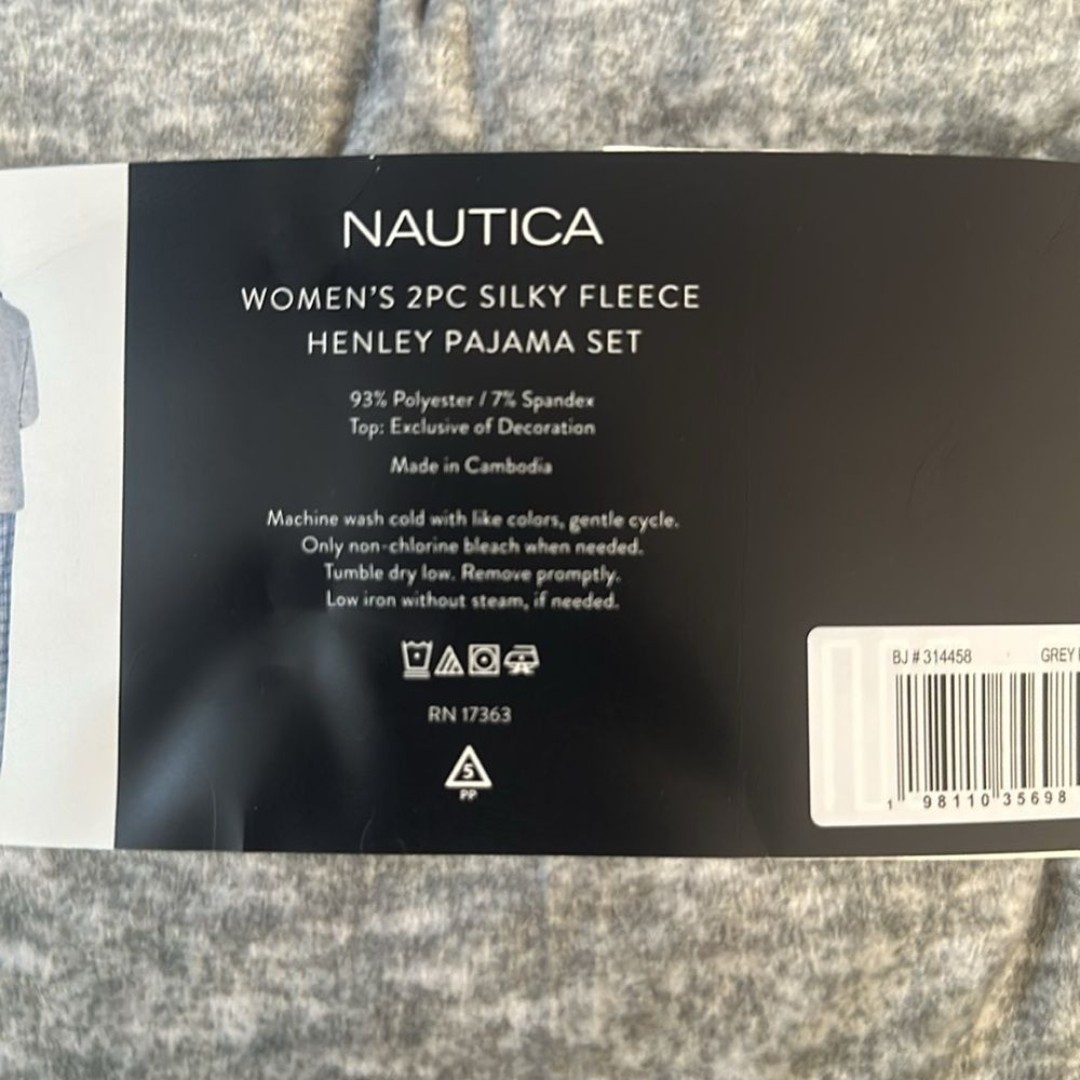 NAUTICA
WOMEN'S 2PC SILKY FLEECE
HENLEY PAJAMA SET
93% Polyester / 7% Spandex
Top: Exclusive of Decoration
Made in Cambodia
Machine wash cold with like colors, gentle cycle.
Only non-chlorine bleach when needed.
Tumble dry low. Remove promptly.
Low iron without steam, if needed.
RN 17363
5
PP
BJ # 314458 GREY
1 98110 35698